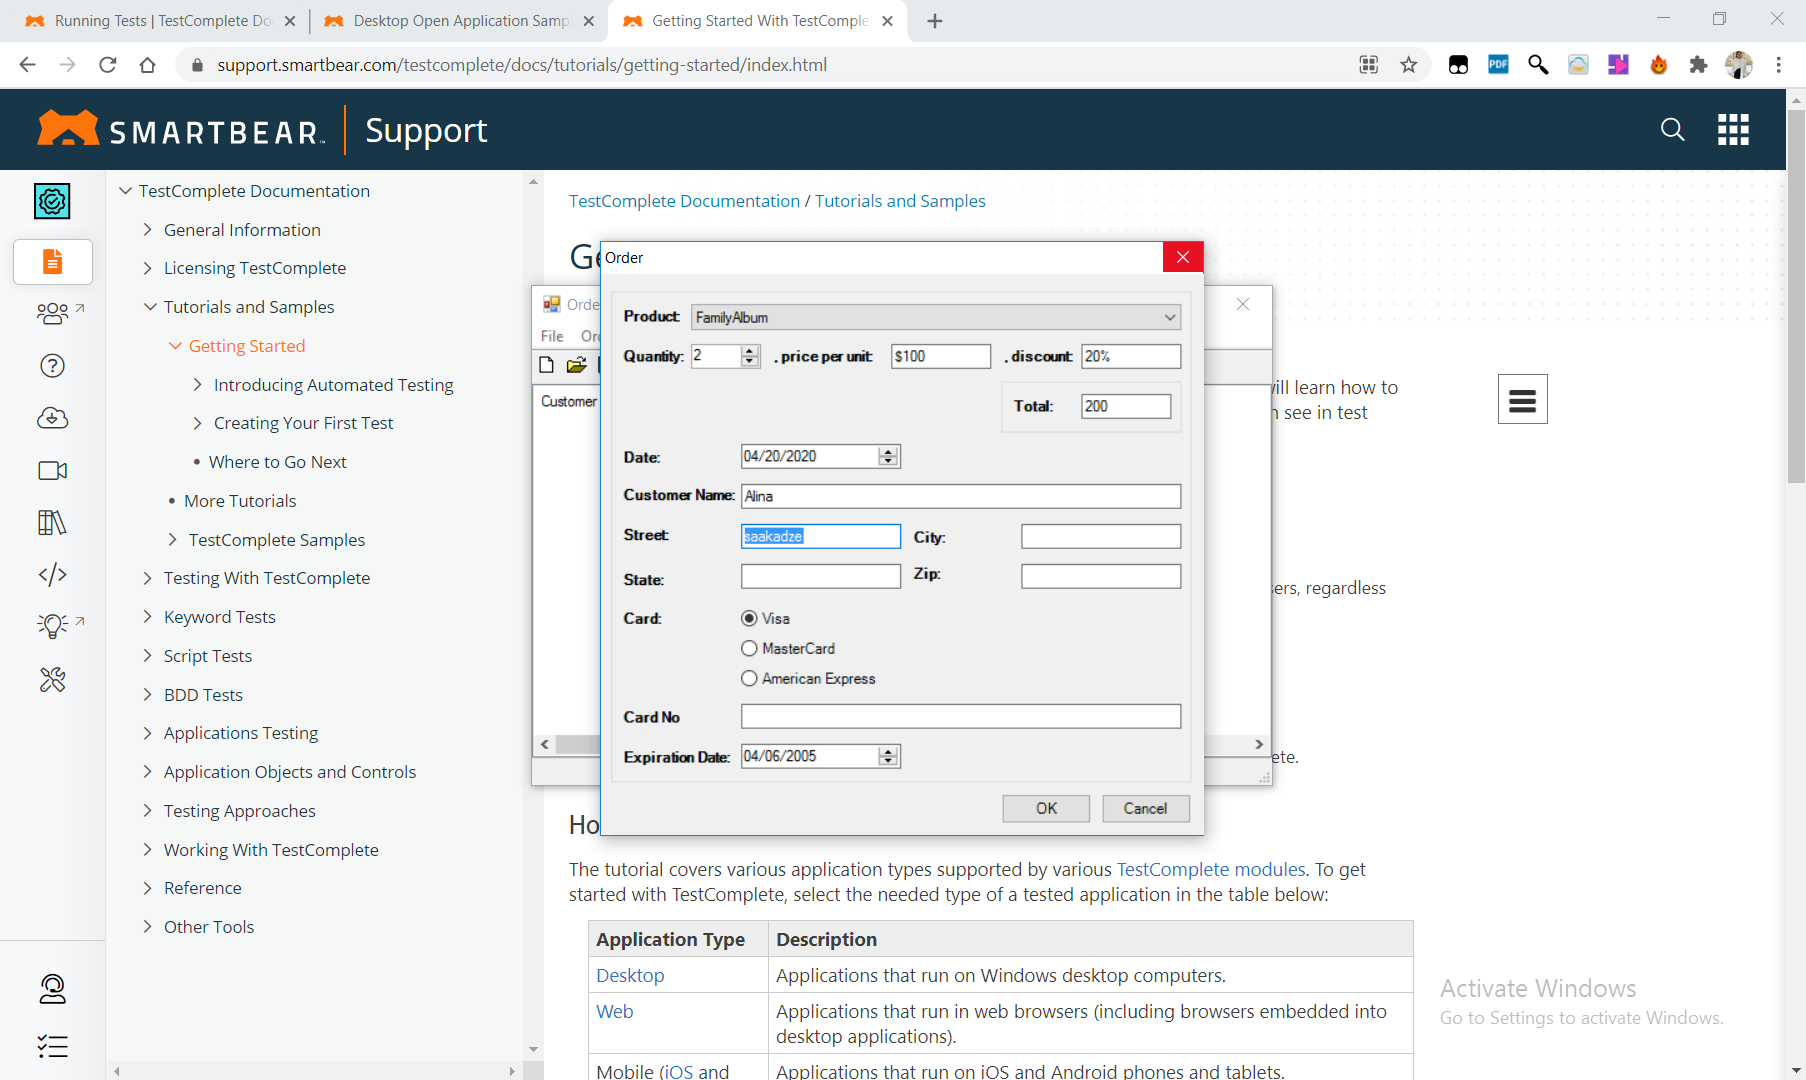 Running Tests | TestComplete Do
Desktop Open Application Samp
Getting Started With TestComple
support.smartbear.com/testcomplete/docs/tutorials/getting-started/index.html
PDF
SMARTBEAR
Support
TestComplete Documentation
General Information
Licensing TestComplete
Tutorials and Samples
Getting Started
Introducing Automated Testing
Creating Your First Test
Where to Go Next
More Tutorials
TestComplete Samples
Testing With TestComplete
Keyword Tests
Script Tests
BDD Tests
Applications Testing
Application Objects and Controls
Testing Approaches
Working With TestComplete
Reference
Other Tools
TestComplete Documentation / Tutorials and Samples
Ge
Orde
File Ord
Customer
Order
Product: FamilyAlbum
Quantity: 2 . price per unit: $100 . discount: 20%
Total: 200
Date: 04/20/2020
Customer Name: Alina
Street: saakadze City:
State: Zip:
Card: Visa
MasterCard
American Express
Card No
Expiration Date: 04/06/2005
OK Cancel
will learn how to
n see in test
sers, regardless
ete.
Ho
The tutorial covers various application types supported by various TestComplete modules. To get
started with TestComplete, select the needed type of a tested application in the table below:
Application Type Description
Desktop Applications that run on Windows desktop computers.
Web Applications that run in web browsers (including browsers embedded into
desktop applications).
Mobile (iOS and Applications that run on iOS and Android phones and tablets.
Activate Windows
Go to Settings to activate Windows.